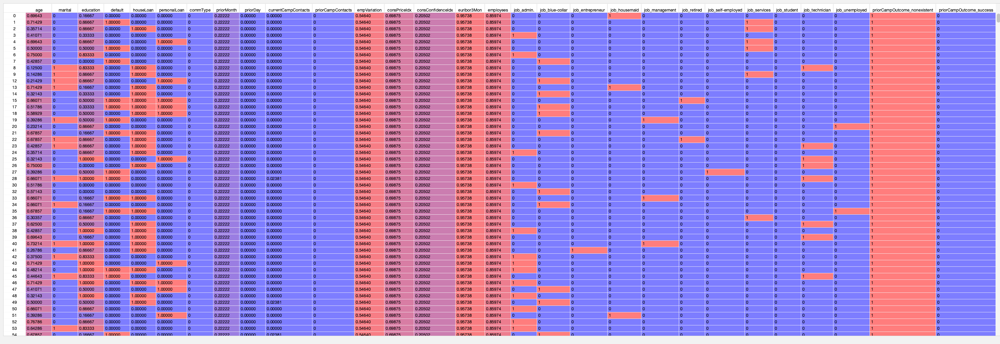 age marital education default houseLoan personalLoan commType priorMonth priorDay currentCampContacts priorCampContacts empVariation consPriceIdx consConfidenceIdx euribor3Mon employees job_admin. job_blue-collar job_entrepreneur job_housemaid job_management job_retired job_self-employed job_services job_student job_technician job_unemployed priorCampOutcome_nonexistent priorCampOutcome_success
0 0.69643 0 0.16667 0.00000 0.00000 0.00000 0 0.22222 0.00000 0.00000 0 0.54640 0.69875 0.20502 0.95738 0.85974 0 0 0 1 0 0 0 0 0 0 0 1 0
1 0.71429 0 0.66667 1.00000 0.00000 0.00000 0 0.22222 0.00000 0.00000 0 0.54640 0.69875 0.20502 0.95738 0.85974 0 0 0 0 0 0 0 1 0 0 0 1 0
2 0.35714 0 0.66667 0.00000 1.00000 0.00000 0 0.22222 0.00000 0.00000 0 0.54640 0.69875 0.20502 0.95738 0.85974 0 0 0 0 0 0 0 1 0 0 0 1 0
3 0.41071 0 0.33333 0.00000 0.00000 0.00000 0 0.22222 0.00000 0.00000 0 0.54640 0.69875 0.20502 0.95738 0.85974 1 0 0 0 0 0 0 0 0 0 0 1 0
4 0.69643 0 0.66667 0.00000 0.00000 1.00000 0 0.22222 0.00000 0.00000 0 0.54640 0.69875 0.20502 0.95738 0.85974 0 0 0 0 0 0 0 1 0 0 0 1 0
5 0.50000 0 0.50000 1.00000 0.00000 0.00000 0 0.22222 0.00000 0.00000 0 0.54640 0.69875 0.20502 0.95738 0.85974 0 0 0 0 0 0 0 1 0 0 0 1 0
6 0.75000 0 0.83333 0.00000 0.00000 0.00000 0 0.22222 0.00000 0.00000 0 0.54640 0.69875 0.20502 0.95738 0.85974 1 0 0 0 0 0 0 0 0 0 0 1 0
7 0.42857 0 0.00000 1.00000 0.00000 0.00000 0 0.22222 0.00000 0.00000 0 0.54640 0.69875 0.20502 0.95738 0.85974 0 1 0 0 0 0 0 0 0 0 0 1 0
8 0.12500 1 0.83333 0.00000 1.00000 0.00000 0 0.22222 0.00000 0.00000 0 0.54640 0.69875 0.20502 0.95738 0.85974 0 0 0 0 0 0 0 0 0 1 0 1 0
9 0.14286 1 0.66667 0.00000 1.00000 0.00000 0 0.22222 0.00000 0.00000 0 0.54640 0.69875 0.20502 0.95738 0.85974 0 0 0 0 0 0 0 1 0 0 0 1 0
12 0.21429 1 0.66667 0.00000 0.00000 1.00000 0 0.22222 0.00000 0.00000 0 0.54640 0.69875 0.20502 0.95738 0.85974 0 1 0 0 0 0 0 0 0 0 0 1 0
13 0.71429 1 0.16667 0.00000 1.00000 0.00000 0 0.22222 0.00000 0.00000 0 0.54640 0.69875 0.20502 0.95738 0.85974 0 0 0 1 0 0 0 0 0 0 0 1 0
14 0.32143 0 0.33333 0.00000 1.00000 0.00000 0 0.22222 0.00000 0.00000 0 0.54640 0.69875 0.20502 0.95738 0.85974 0 1 0 0 0 0 0 0 0 0 0 1 0
15 0.66071 0 0.50000 1.00000 1.00000 1.00000 0 0.22222 0.00000 0.00000 0 0.54640 0.69875 0.20502 0.95738 0.85974 0 0 0 0 0 1 0 0 0 0 0 1 0
17 0.51786 0 0.33333 1.00000 1.00000 1.00000 0 0.22222 0.00000 0.00000 0 0.54640 0.69875 0.20502 0.95738 0.85974 0 1 0 0 0 0 0 0 0 0 0 1 0
18 0.58929 0 0.50000 0.00000 1.00000 1.00000 0 0.22222 0.00000 0.00000 0 0.54640 0.69875 0.20502 0.95738 0.85974 0 1 0 0 0 0 0 0 0 0 0 1 0
19 0.39286 1 0.50000 1.00000 0.00000 0.00000 0 0.22222 0.00000 0.00000 0 0.54640 0.69875 0.20502 0.95738 0.85974 0 0 0 0 1 0 0 0 0 0 0 1 0
20 0.23214 0 0.66667 0.00000 0.00000 0.00000 0 0.22222 0.00000 0.00000 0 0.54640 0.69875 0.20502 0.95738 0.85974 0 0 0 0 0 0 0 0 0 0 1 1 0
21 0.67857 0 0.16667 1.00000 1.00000 0.00000 0 0.22222 0.00000 0.00000 0 0.54640 0.69875 0.20502 0.95738 0.85974 0 1 0 0 0 0 0 0 0 0 0 1 0
22 0.67857 1 0.66667 0.00000 1.00000 0.00000 0 0.22222 0.00000 0.00000 0 0.54640 0.69875 0.20502 0.95738 0.85974 0 0 0 0 0 1 0 0 0 0 0 1 0
23 0.42857 1 0.66667 0.00000 1.00000 0.00000 0 0.22222 0.00000 0.00000 0 0.54640 0.69875 0.20502 0.95738 0.85974 0 0 0 0 0 0 0 0 0 1 0 1 0
24 0.35714 0 0.66667 0.00000 1.00000 0.00000 0 0.22222 0.00000 0.00000 0 0.54640 0.69875 0.20502 0.95738 0.85974 1 0 0 0 0 0 0 0 0 0 0 1 0
25 0.32143 0 1.00000 0.00000 0.00000 1.00000 0 0.22222 0.00000 0.00000 0 0.54640 0.69875 0.20502 0.95738 0.85974 0 0 0 0 0 0 0 0 0 1 0 1 0
26 0.75000 0 0.00000 0.00000 1.00000 0.00000 0 0.22222 0.00000 0.00000 0 0.54640 0.69875 0.20502 0.95738 0.85974 0 0 0 0 0 0 0 0 0 1 0 1 0
27 0.39286 0 0.50000 1.00000 0.00000 0.00000 0 0.22222 0.00000 0.00000 0 0.54640 0.69875 0.20502 0.95738 0.85974 0 0 0 0 0 0 1 0 0 0 0 1 0
28 0.66071 1 1.00000 1.00000 0.00000 0.00000 0 0.22222 0.00000 0.02381 0 0.54640 0.69875 0.20502 0.95738 0.85974 0 0 0 0 0 0 0 0 0 1 0 1 0
30 0.51786 0 0.00000 0.00000 0.00000 0.00000 0 0.22222 0.00000 0.00000 0 0.54640 0.69875 0.20502 0.95738 0.85974 1 0 0 0 0 0 0 0 0 0 0 1 0
32 0.57143 0 0.00000 0.00000 0.00000 0.00000 0 0.22222 0.00000 0.00000 0 0.54640 0.69875 0.20502 0.95738 0.85974 0 1 0 0 0 0 0 0 0 0 0 1 0
33 0.66071 0 0.16667 1.00000 1.00000 0.00000 0 0.22222 0.00000 0.00000 0 0.54640 0.69875 0.20502 0.95738 0.85974 0 0 0 0 1 0 0 0 0 0 0 1 0
34 0.66071 1 0.16667 0.00000 0.00000 0.00000 0 0.22222 0.00000 0.00000 0 0.54640 0.69875 0.20502 0.95738 0.85974 0 1 0 0 0 0 0 0 0 0 0 1 0
35 0.67857 0 0.16667 1.00000 1.00000 0.00000 0 0.22222 0.00000 0.00000 0 0.54640 0.69875 0.20502 0.95738 0.85974 0 0 0 0 0 0 0 0 0 0 1 1 0
36 0.30357 0 0.66667 0.00000 0.00000 0.00000 0 0.22222 0.00000 0.00000 0 0.54640 0.69875 0.20502 0.95738 0.85974 0 0 0 0 0 0 0 1 0 0 0 1 0
37 0.62500 0 0.50000 0.00000 1.00000 0.00000 0 0.22222 0.00000 0.00000 0 0.54640 0.69875 0.20502 0.95738 0.85974 0 0 0 0 0 0 0 0 0 1 0 1 0
38 0.42857 0 1.00000 0.00000 1.00000 0.00000 0 0.22222 0.00000 0.00000 0 0.54640 0.69875 0.20502 0.95738 0.85974 1 0 0 0 0 0 0 0 0 0 0 1 0
39 0.69643 0 0.16667 0.00000 1.00000 0.00000 0 0.22222 0.00000 0.00000 0 0.54640 0.69875 0.20502 0.95738 0.85974 0 0 0 0 0 0 0 0 0 1 0 1 0
40 0.73214 1 1.00000 0.00000 1.00000 0.00000 0 0.22222 0.00000 0.00000 0 0.54640 0.69875 0.20502 0.95738 0.85974 0 0 0 0 1 0 0 0 0 0 0 1 0
41 0.26786 0 0.66667 0.00000 1.00000 0.00000 0 0.22222 0.00000 0.00000 0 0.54640 0.69875 0.20502 0.95738 0.85974 0 0 1 0 0 0 0 0 0 0 0 1 0
42 0.37500 1 0.83333 0.00000 0.00000 0.00000 0 0.22222 0.00000 0.00000 0 0.54640 0.69875 0.20502 0.95738 0.85974 1 0 0 0 0 0 0 0 0 0 0 1 0
43 0.71429 0 1.00000 0.00000 0.00000 1.00000 0 0.22222 0.00000 0.00000 0 0.54640 0.69875 0.20502 0.95738 0.85974 1 0 0 0 0 0 0 0 0 0 0 1 0
44 0.48214 0 1.00000 1.00000 1.00000 0.00000 0 0.22222 0.00000 0.00000 0 0.54640 0.69875 0.20502 0.95738 0.85974 1 0 0 0 0 0 0 0 0 0 0 1 0
45 0.44643 1 0.83333 1.00000 0.00000 0.00000 0 0.22222 0.00000 0.00000 0 0.54640 0.69875 0.20502 0.95738 0.85974 0 0 0 0 0 0 0 0 0 1 0 1 0
46 0.71429 0 1.00000 0.00000 1.00000 1.00000 0 0.22222 0.00000 0.00000 0 0.54640 0.69875 0.20502 0.95738 0.85974 1 0 0 0 0 0 0 0 0 0 0 1 0
47 0.41071 0 0.50000 0.00000 0.00000 1.00000 0 0.22222 0.00000 0.00000 0 0.54640 0.69875 0.20502 0.95738 0.85974 0 1 0 0 0 0 0 0 0 0 0 1 0
48 0.32143 0 1.00000 0.00000 1.00000 0.00000 0 0.22222 0.00000 0.00000 0 0.54640 0.69875 0.20502 0.95738 0.85974 1 0 0 0 0 0 0 0 0 0 0 1 0
49 0.50000 0 0.50000 0.00000 1.00000 0.00000 0 0.22222 0.00000 0.02381 0 0.54640 0.69875 0.20502 0.95738 0.85974 0 1 0 0 0 0 0 0 0 0 0 1 0
50 0.66071 0 0.66667 0.00000 0.00000 0.00000 0 0.22222 0.00000 0.00000 0 0.54640 0.69875 0.20502 0.95738 0.85974 1 0 0 0 0 0 0 0 0 0 0 1 0
51 0.39286 0 0.16667 0.00000 0.00000 1.00000 0 0.22222 0.00000 0.00000 0 0.54640 0.69875 0.20502 0.95738 0.85974 0 0 0 1 0 0 0 0 0 0 0 1 0
52 0.76786 0 0.66667 0.00000 0.00000 0.00000 0 0.22222 0.00000 0.00000 0 0.54640 0.69875 0.20502 0.95738 0.85974 1 0 0 0 0 0 0 0 0 0 0 1 0
53 0.64286 1 0.83333 0.00000 0.00000 0.00000 0 0.22222 0.00000 0.00000 0 0.54640 0.69875 0.20502 0.95738 0.85974 1 0 0 0 0 0 0 0 0 0 0 1 0
54 0.67857 0 0.16667 1.00000 0.00000 0.00000 0 0.22222 0.00000 0.02381 0 0.54640 0.69875 0.20502 0.95738 0.85974 0 1 0 0 0 0 0 0 0 0 0 1 0